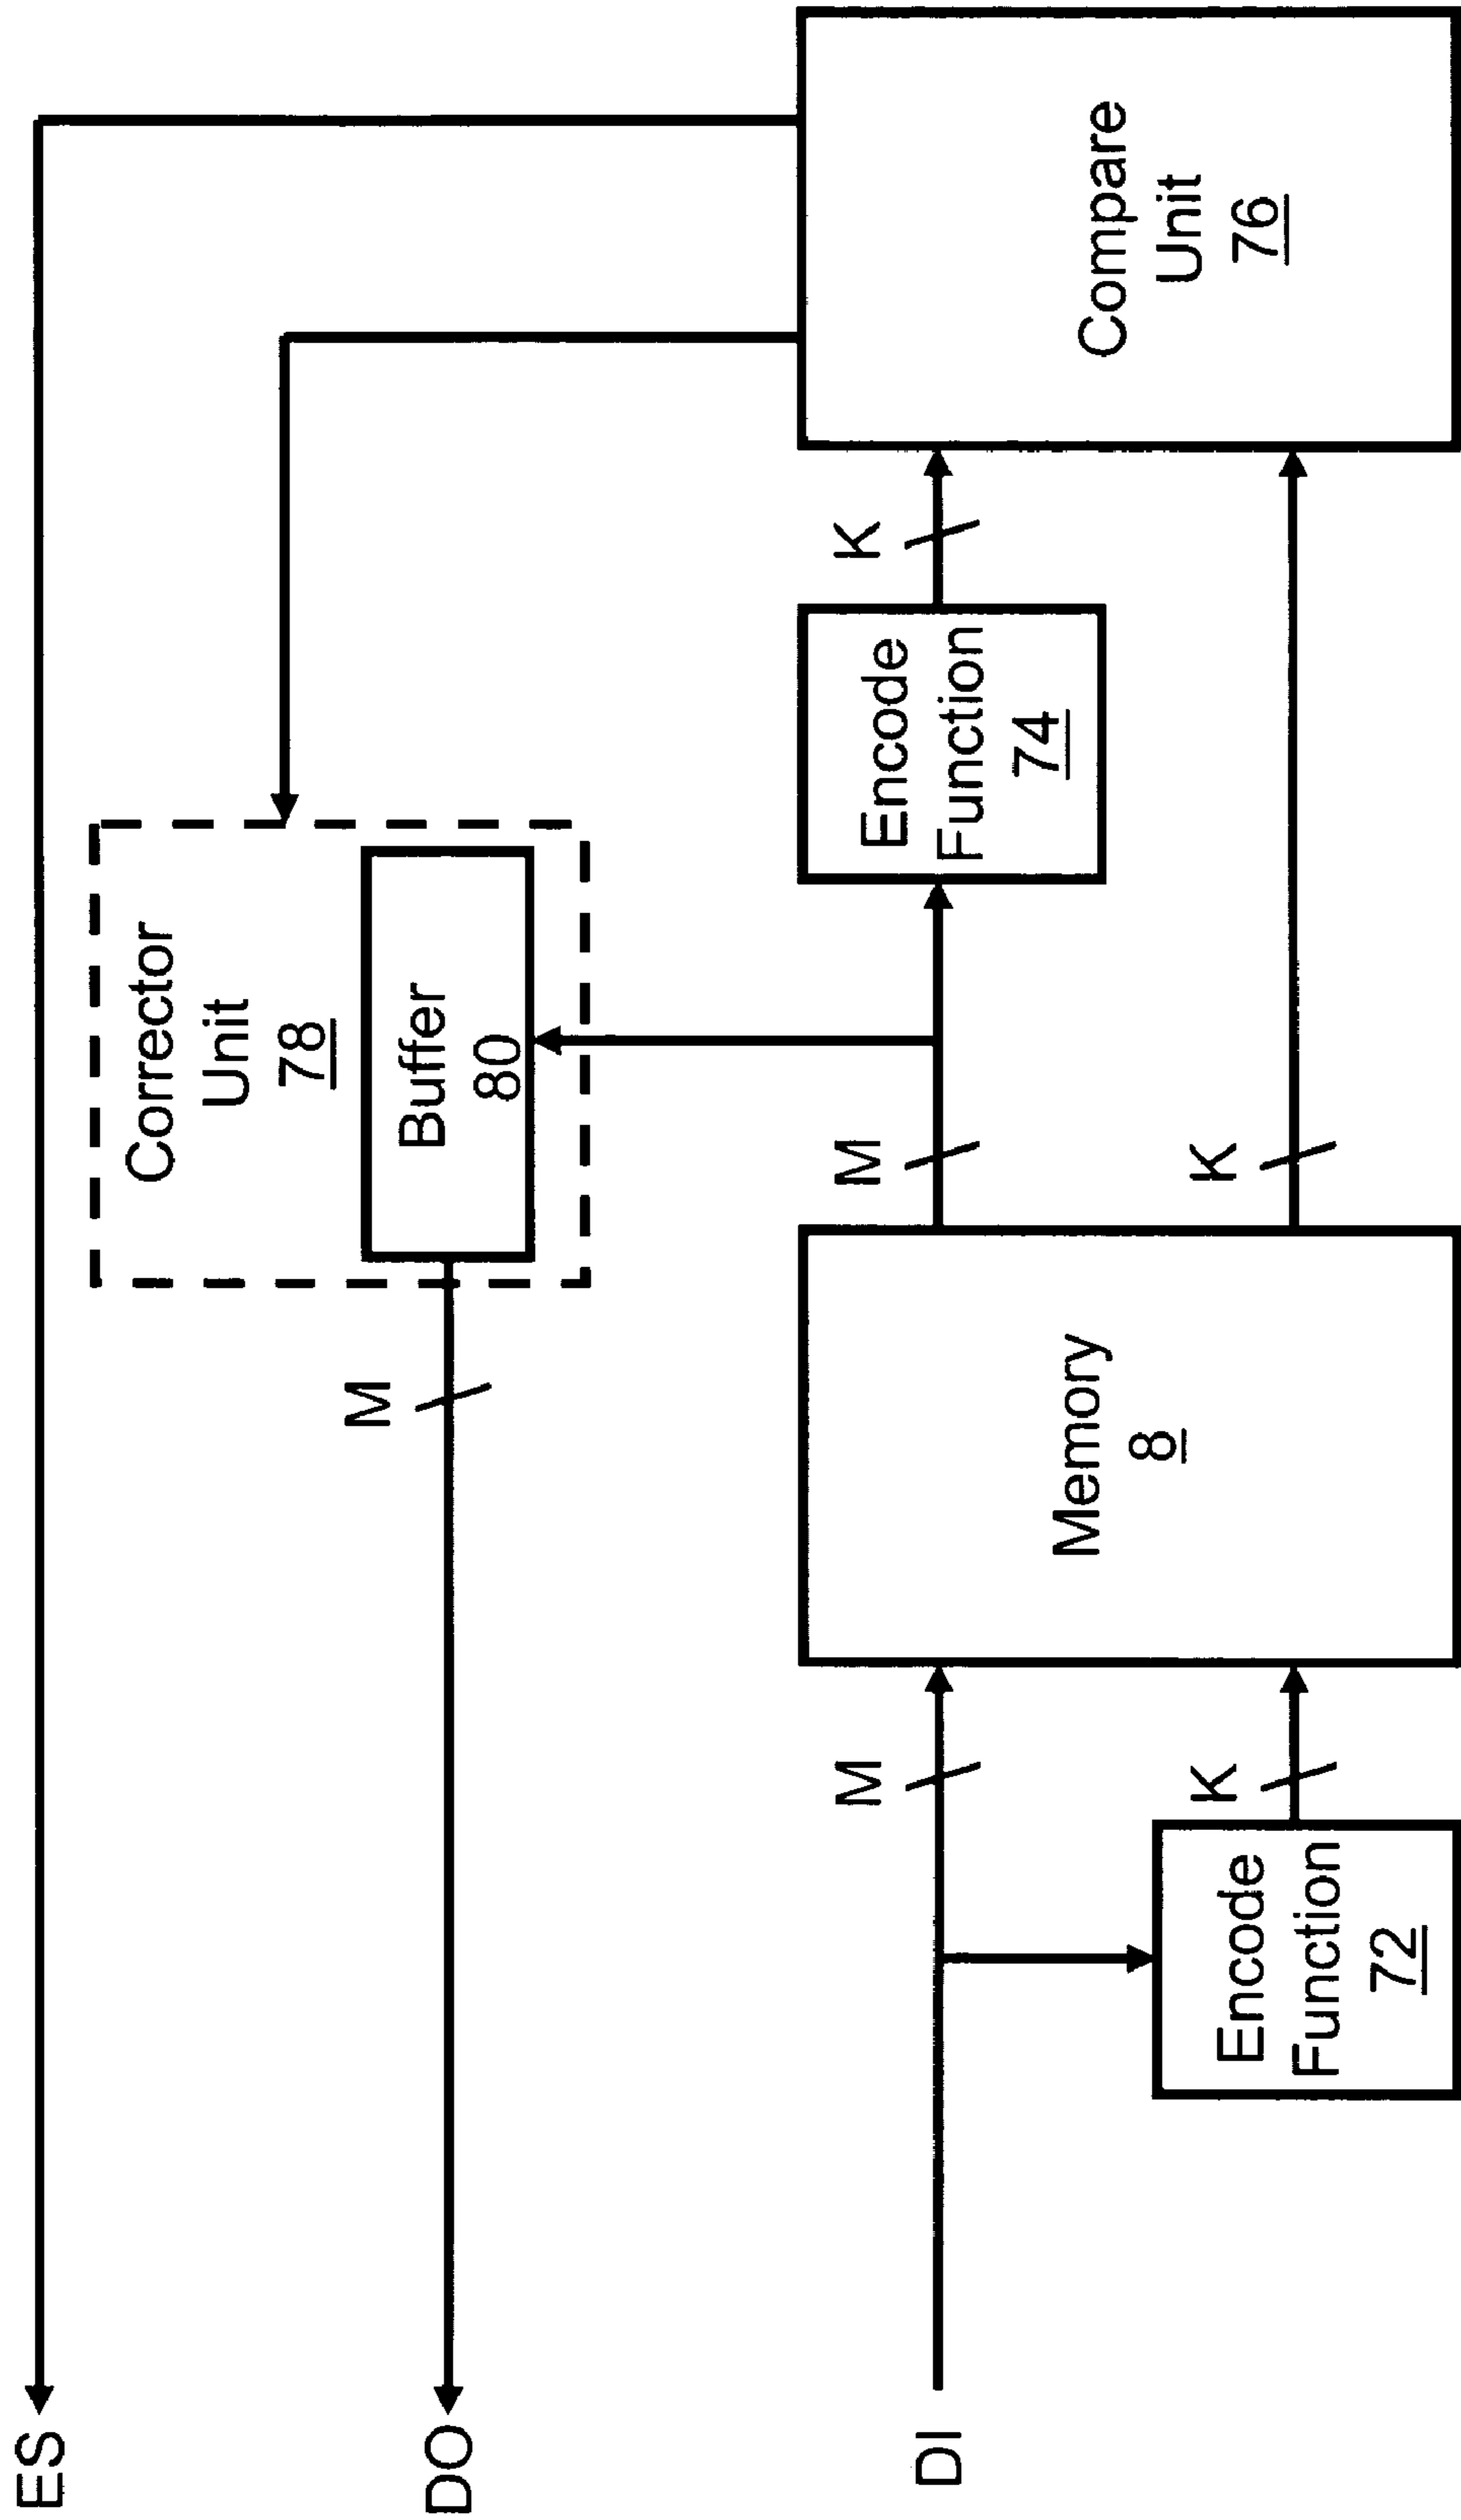 ES
Corrector
Unit
78
Buffer
80
M
DO
M
M
K
DI
Encode
Function
72
K
Memory
8
M
K
Encode
Function
74
K
Compare
Unit
76